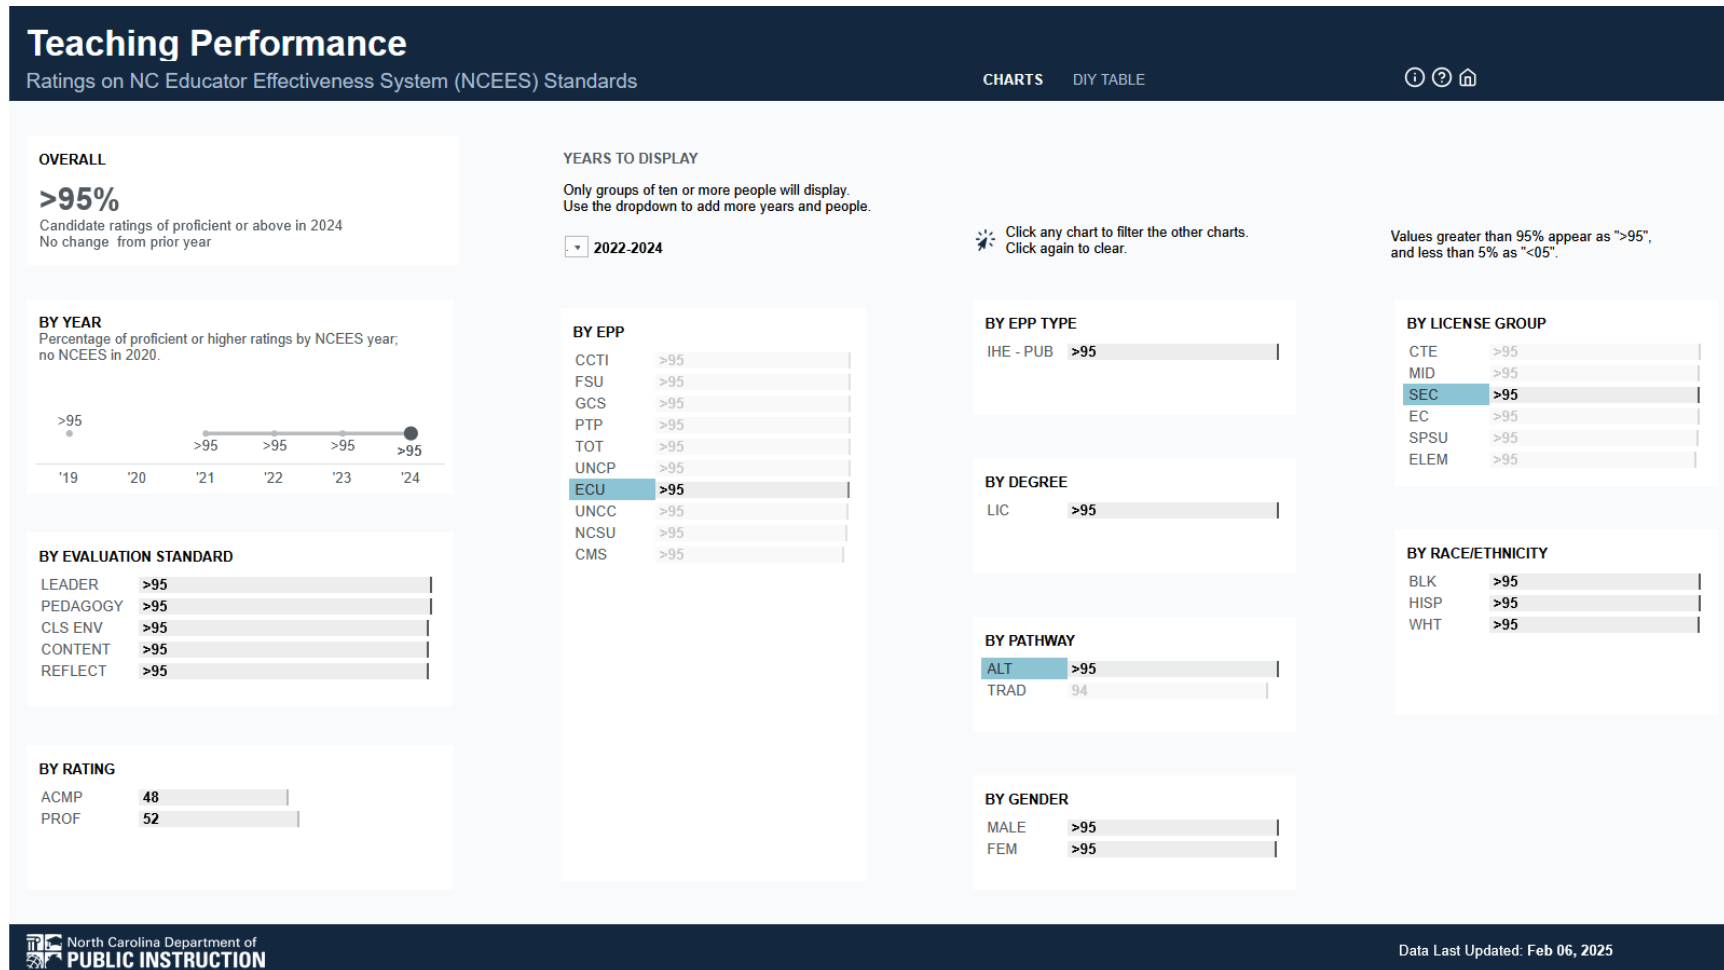 Teaching Performance
Ratings on NC Educator Effectiveness System (NCEES) Standards
CHARTS
DIY TABLE
OVERALL
>95%
Candidate ratings of proficient or above in 2024
No change from prior year
YEARS TO DISPLAY
Only groups of ten or more people will display.
Use the dropdown to add more years and people.
2022-2024
Click any chart to filter the other charts.
Click again to clear.
Values greater than 95% appear as ">95",
and less than 5% as "<05".
BY YEAR
Percentage of proficient or higher ratings by NCEES year;
no NCEES in 2020.
>95
>95 >95 >95 >95
'19 '20 '21 '22 '23 '24
BY EVALUATION STANDARD
LEADER >95
PEDAGOGY >95
CLS ENV >95
CONTENT >95
REFLECT >95
BY RATING
ACMP 48
PROF 52
BY EPP
CCTI >95
FSU >95
GCS >95
PTP >95
TOT >95
UNCP >95
ECU >95
UNCC >95
NCSU >95
CMS >95
BY EPP TYPE
IHE - PUB >95
BY DEGREE
LIC >95
BY PATHWAY
ALT >95
TRAD 94
BY GENDER
MALE >95
FEM >95
BY LICENSE GROUP
CTE >95
MID >95
SEC >95
EC >95
SPSU >95
ELEM >95
BY RACE/ETHNICITY
BLK >95
HISP >95
WHT >95
North Carolina Department of
PUBLIC INSTRUCTION
Data Last Updated: Feb 06, 2025